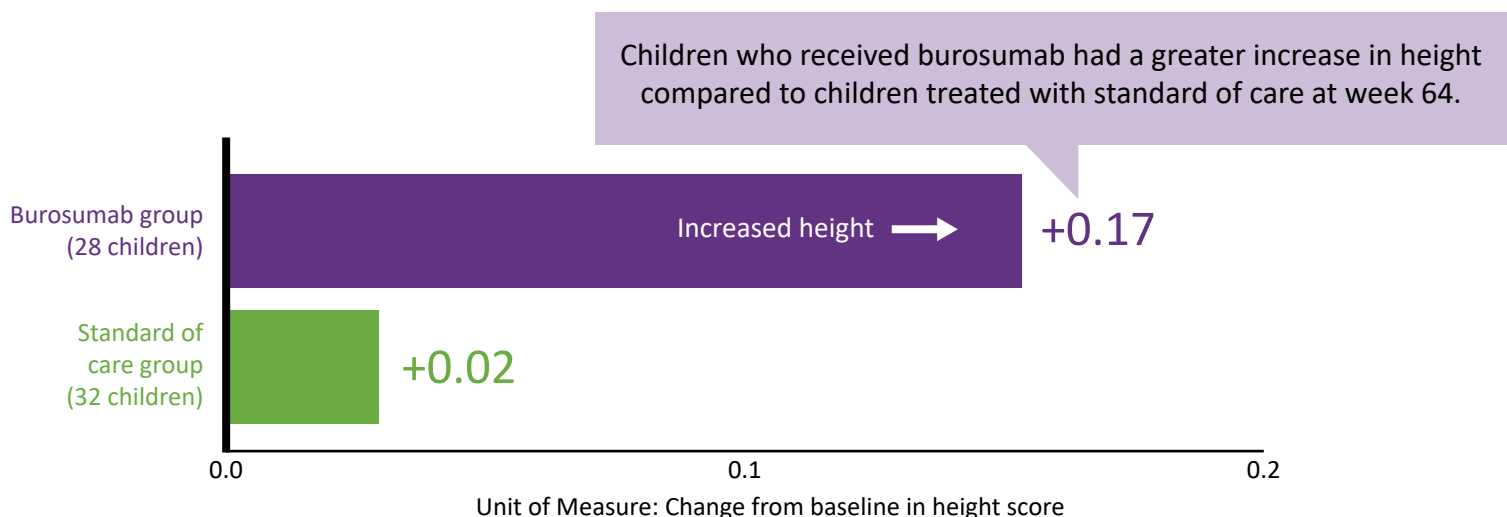 Children who received burosumab had a greater increase in height
compared to children treated with standard of care at week 64.
Burosumab group
(28 children)
Increased height
+0.17
Standard of
care group
(32 children)
+0.02
0.0
0.1
0.2
Unit of Measure: Change from baseline in height score